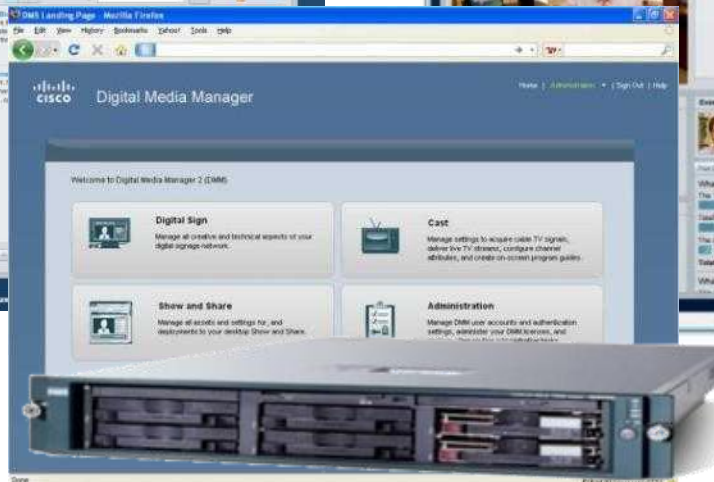 DMS Landing Page - Mozilla Firefox
File Edit View History Bookmarks Yahoo! Tools Help
CISCO Digital Media Manager
Home | Administration | Sign Out | Help
Welcome to Digital Media Manager 2 (DMM)
Digital Sign
Manage all creative and technical aspects of your
digital signage network.
Cast
Manage settings to acquire cable TV signals,
deliver live TV streams, configure channel
attributes, and create on-screen program guides.
Show and Share
Manage all assets and settings for, and
deployments to your desktop Show and Share.
Administration
Manage DMM user accounts and authentication
settings, administer your DMM licenses, and
Done